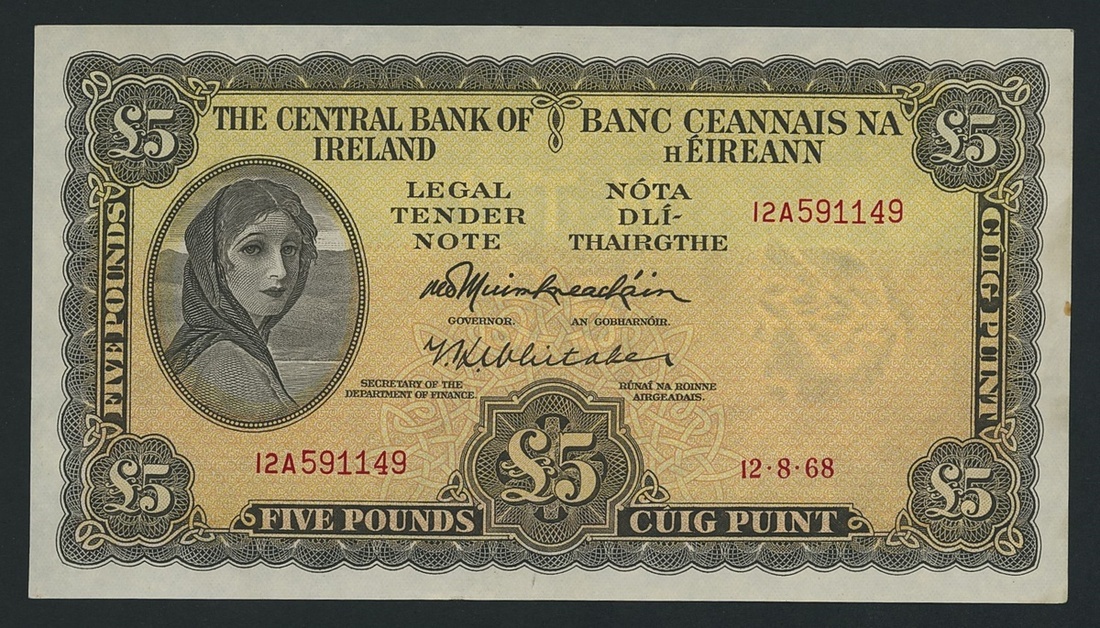 £5
£5
THE CENTRAL BANK OF
IRELAND
BANC CEANNAIS NA
hÉIREANN
LEGAL
TENDER
NOTE
NÓTA
DLÍ-
THAIRGTHE
12A591149
FIVE POUNDS
CÚIG PUINT
GOVERNOR.
AN GOBHARNÓIR.
T.K.Whitaker
SECRETARY OF THE
DEPARTMENT OF FINANCE.
RÚNAÍ NA ROINNE
AIRGEADAIS.
12A591149
£5
12·8·68
£5
£5
FIVE POUNDS
CÚIG PUINT